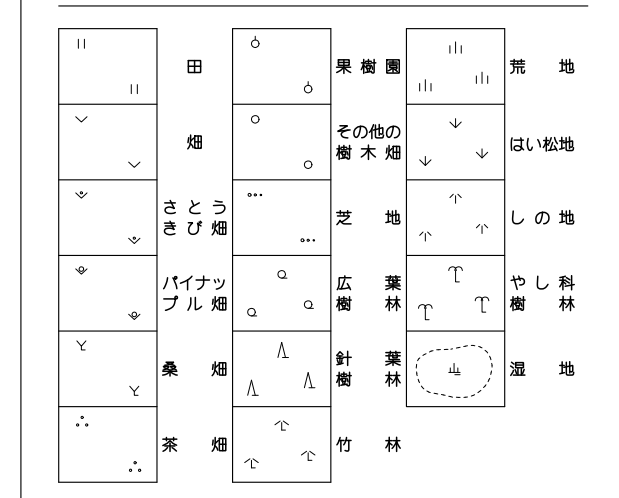 田
畑
さとう
きび畑
パイナッ
プル畑
桑畑
茶畑
果樹園
その他の
樹木畑
芝地
広葉
樹林
針葉
樹林
竹林
荒地
はい松地
しの地
やし科
樹林
湿地